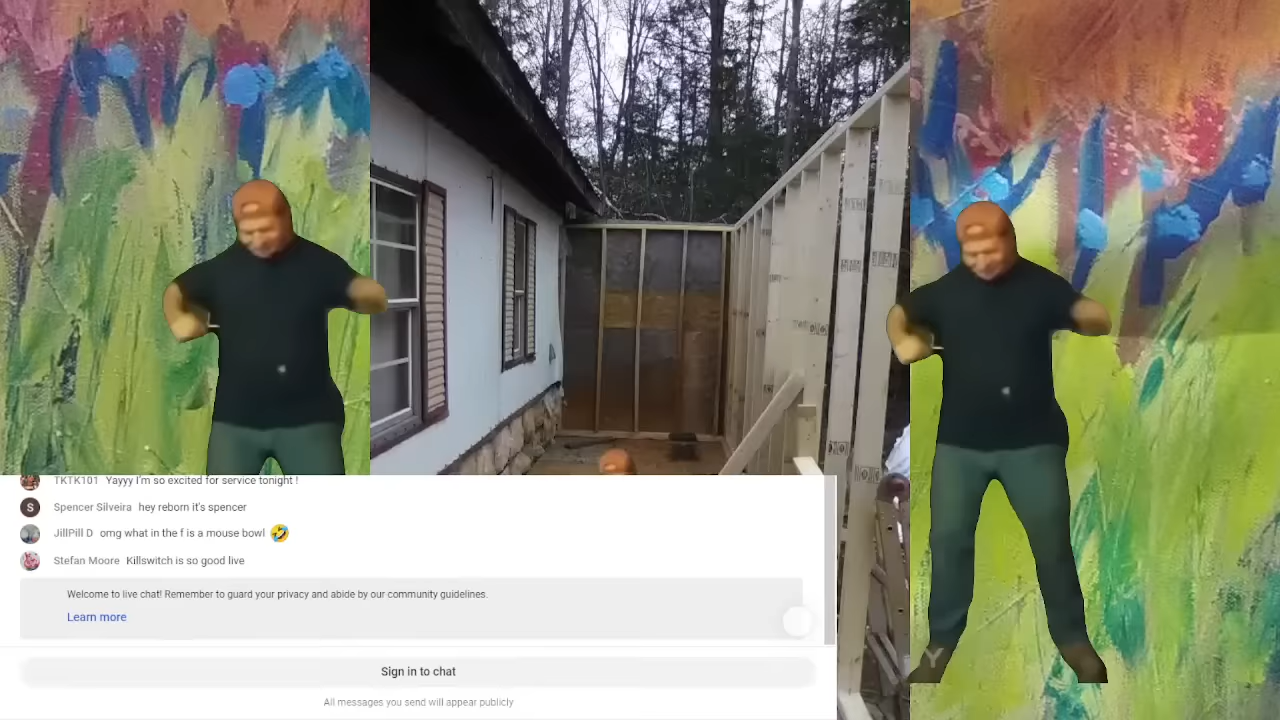 TKTK101 Yayyy I'm so excited for service tonight !
S Spencer Silveira hey reborn it's spencer
JillPill D omg what in the f is a mouse bowl 🤣
Stefan Moore Killswitch is so good live
Welcome to live chat! Remember to guard your privacy and abide by our community guidelines.
Learn more
Sign in to chat
All messages you send will appear publicly